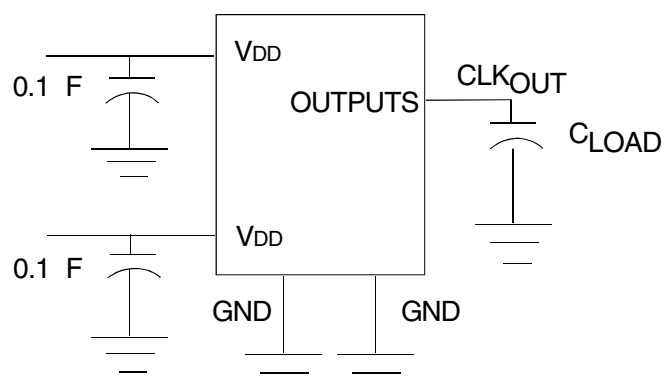 VDD
0.1 F
OUTPUTS
CLKOUT
CLOAD
VDD
0.1 F
GND
GND